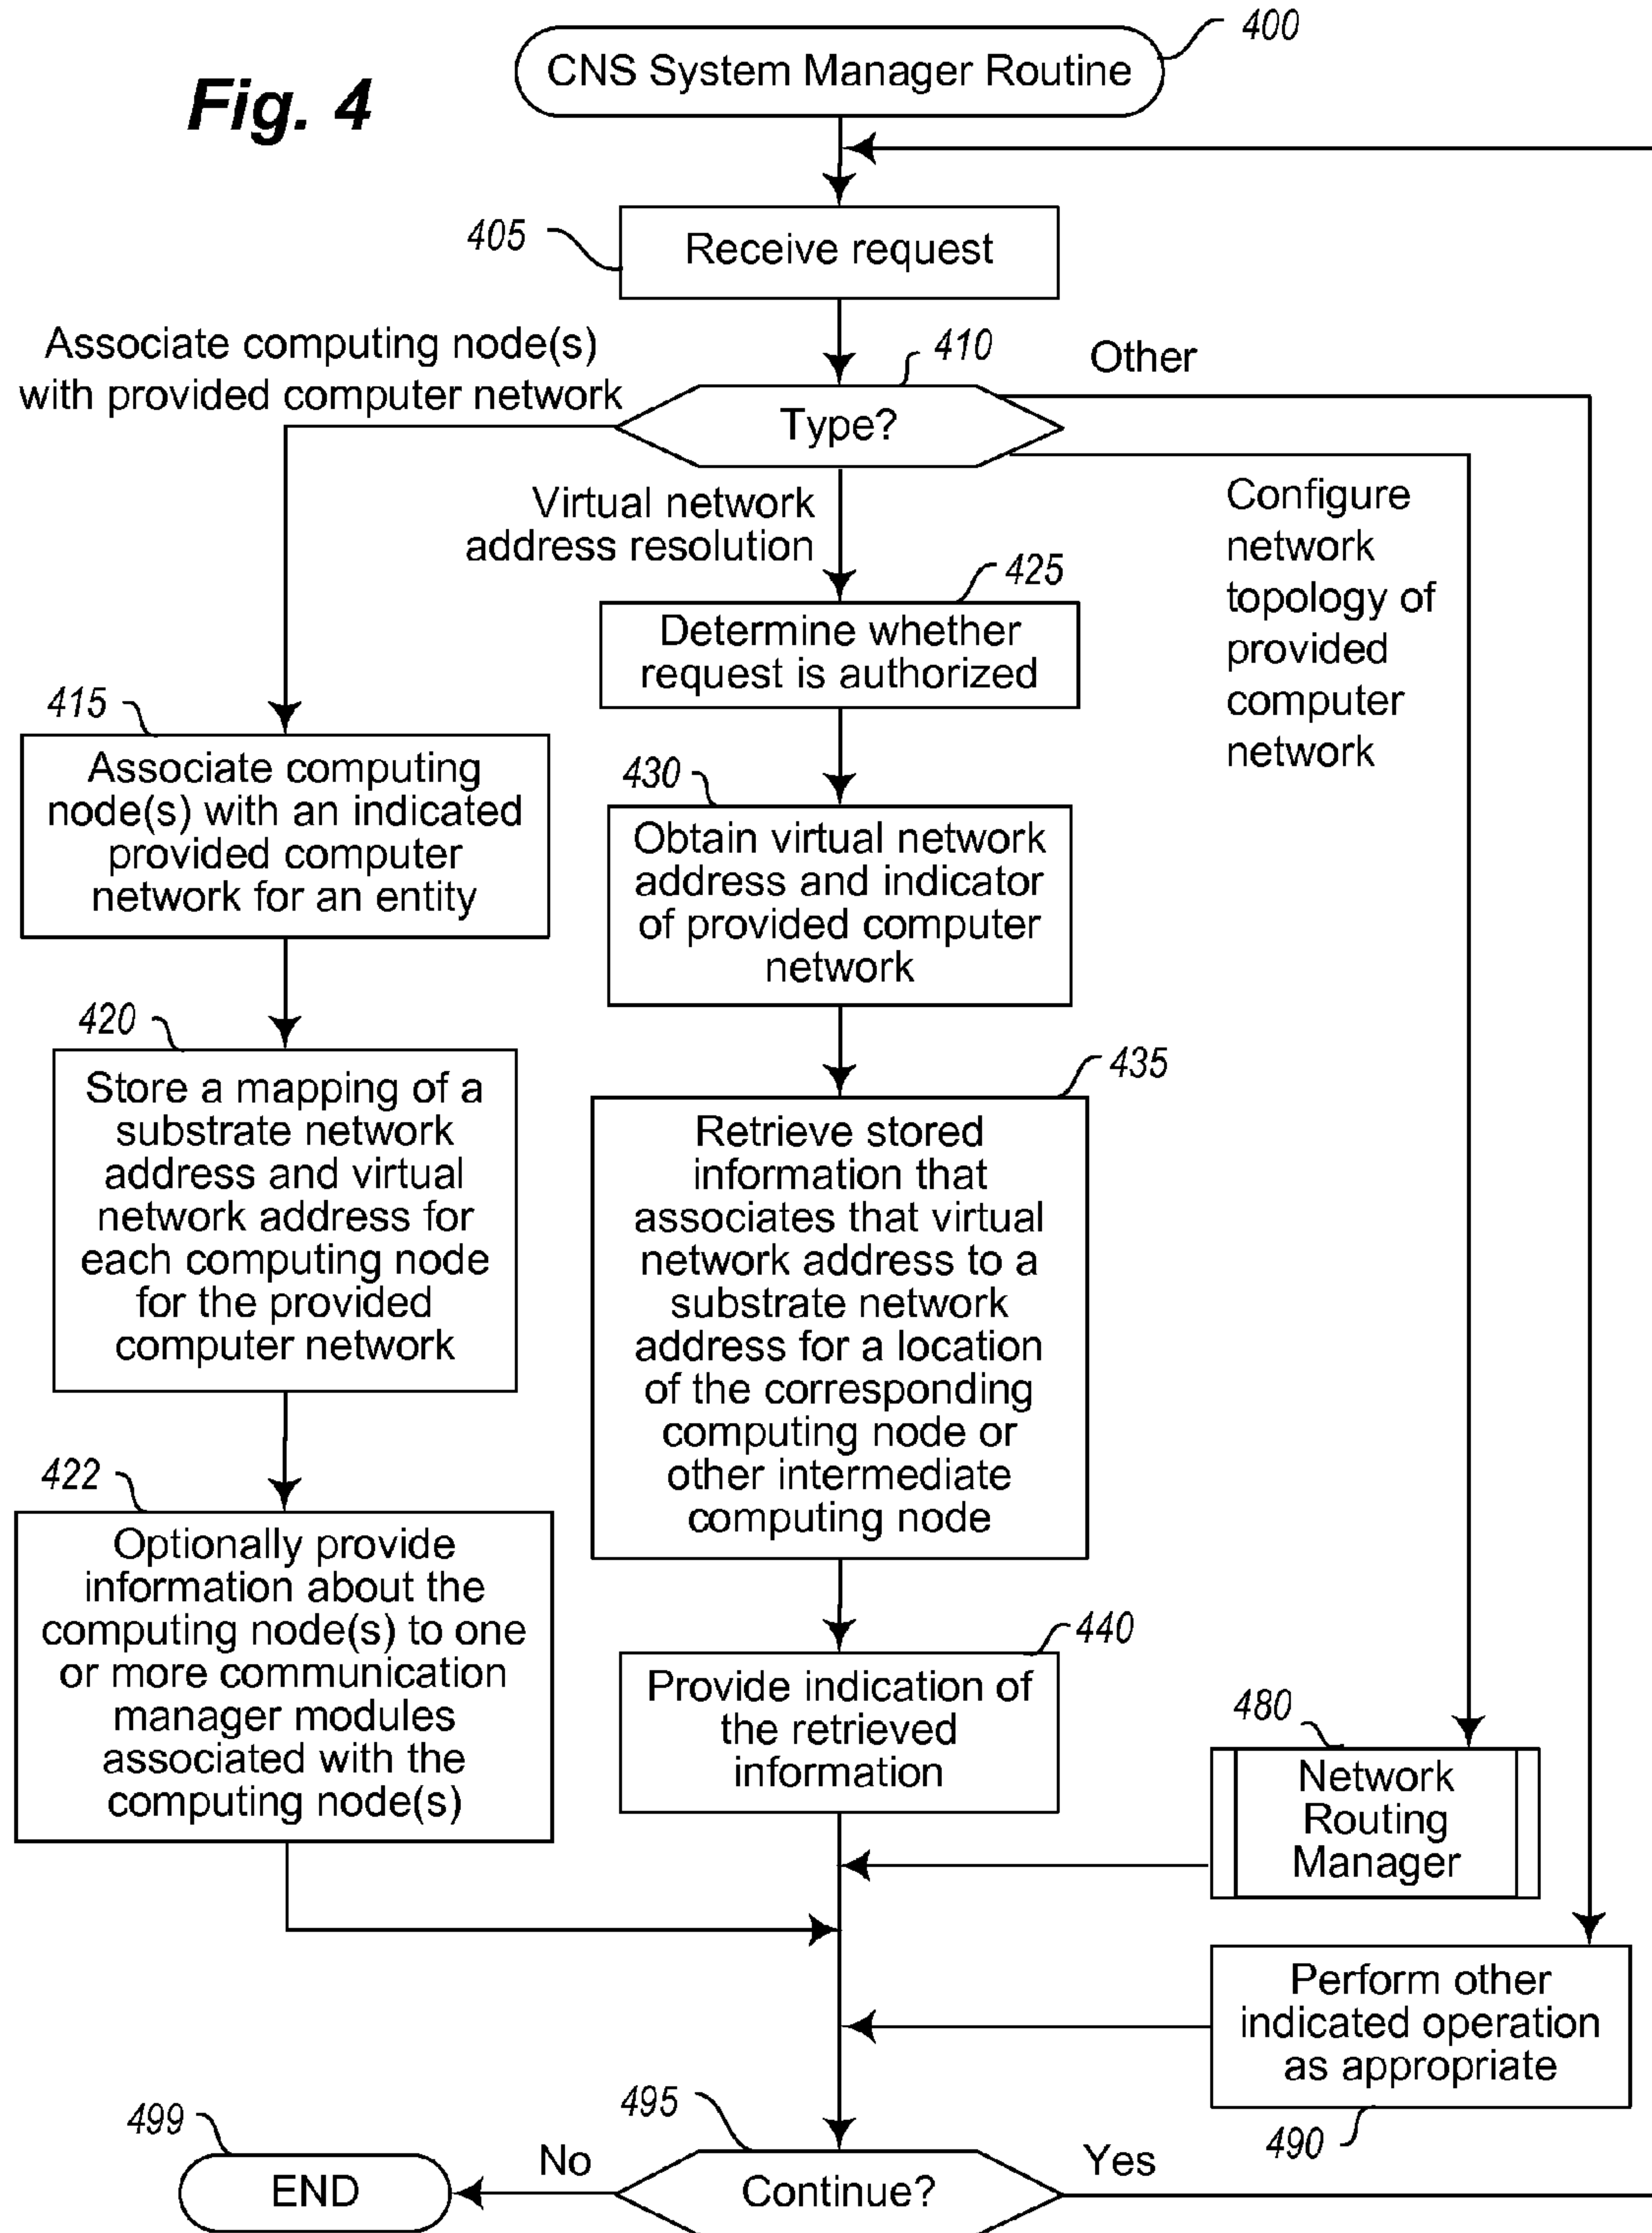 Fig. 4
400
CNS System Manager Routine
405
Receive request
Associate computing node(s)
with provided computer network
410
Other
Type?
Virtual network
address resolution
Configure
network
topology of
provided
computer
network
425
Determine whether
request is authorized
415
Associate computing
node(s) with an indicated
provided computer
network for an entity
430
Obtain virtual network
address and indicator
of provided computer
network
420
Store a mapping of a
substrate network
address and virtual
network address for
each computing node
for the provided
computer network
435
Retrieve stored
information that
associates that virtual
network address to a
substrate network
address for a location
of the corresponding
computing node or
other intermediate
computing node
422
Optionally provide
information about the
computing node(s) to one
or more communication
manager modules
associated with the
computing node(s)
440
Provide indication of
the retrieved
information
480
Network
Routing
Manager
Perform other
indicated operation
as appropriate
490
495
Continue?
Yes
No
499
END